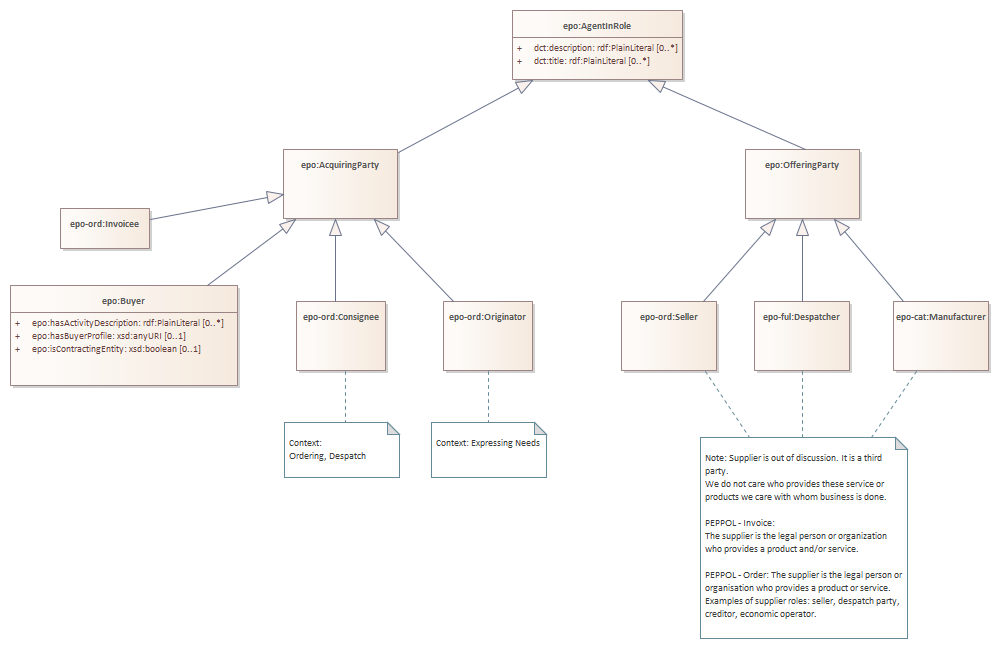 epo:AgentInRole
+ dct:description: rdf:PlainLiteral [0..*]
+ dct:title: rdf:PlainLiteral [0..*]
epo:AcquiringParty
epo:OfferingParty
epo-ord:Invoicee
epo:Buyer
+ epo:hasActivityDescription: rdf:PlainLiteral [0..*]
+ epo:hasBuyerProfile: xsd:anyURI [0..1]
+ epo:isContractingEntity: xsd:boolean [0..1]
epo-ord:Consignee
epo-ord:Originator
epo-ord:Seller
epo-ful:Despatcher
epo-cat:Manufacturer
Context:
Ordering, Despatch
Context: Expressing Needs
Note: Supplier is out of discussion. It is a third
party.
We do not care who provides these service or
products we care with whom business is done.
PEPPOL - Invoice:
The supplier is the legal person or organization
who provides a product and/or service.
PEPPOL - Order: The supplier is the legal person or
organisation who provides a product or service.
Examples of supplier roles: seller, despatch party,
creditor, economic operator.